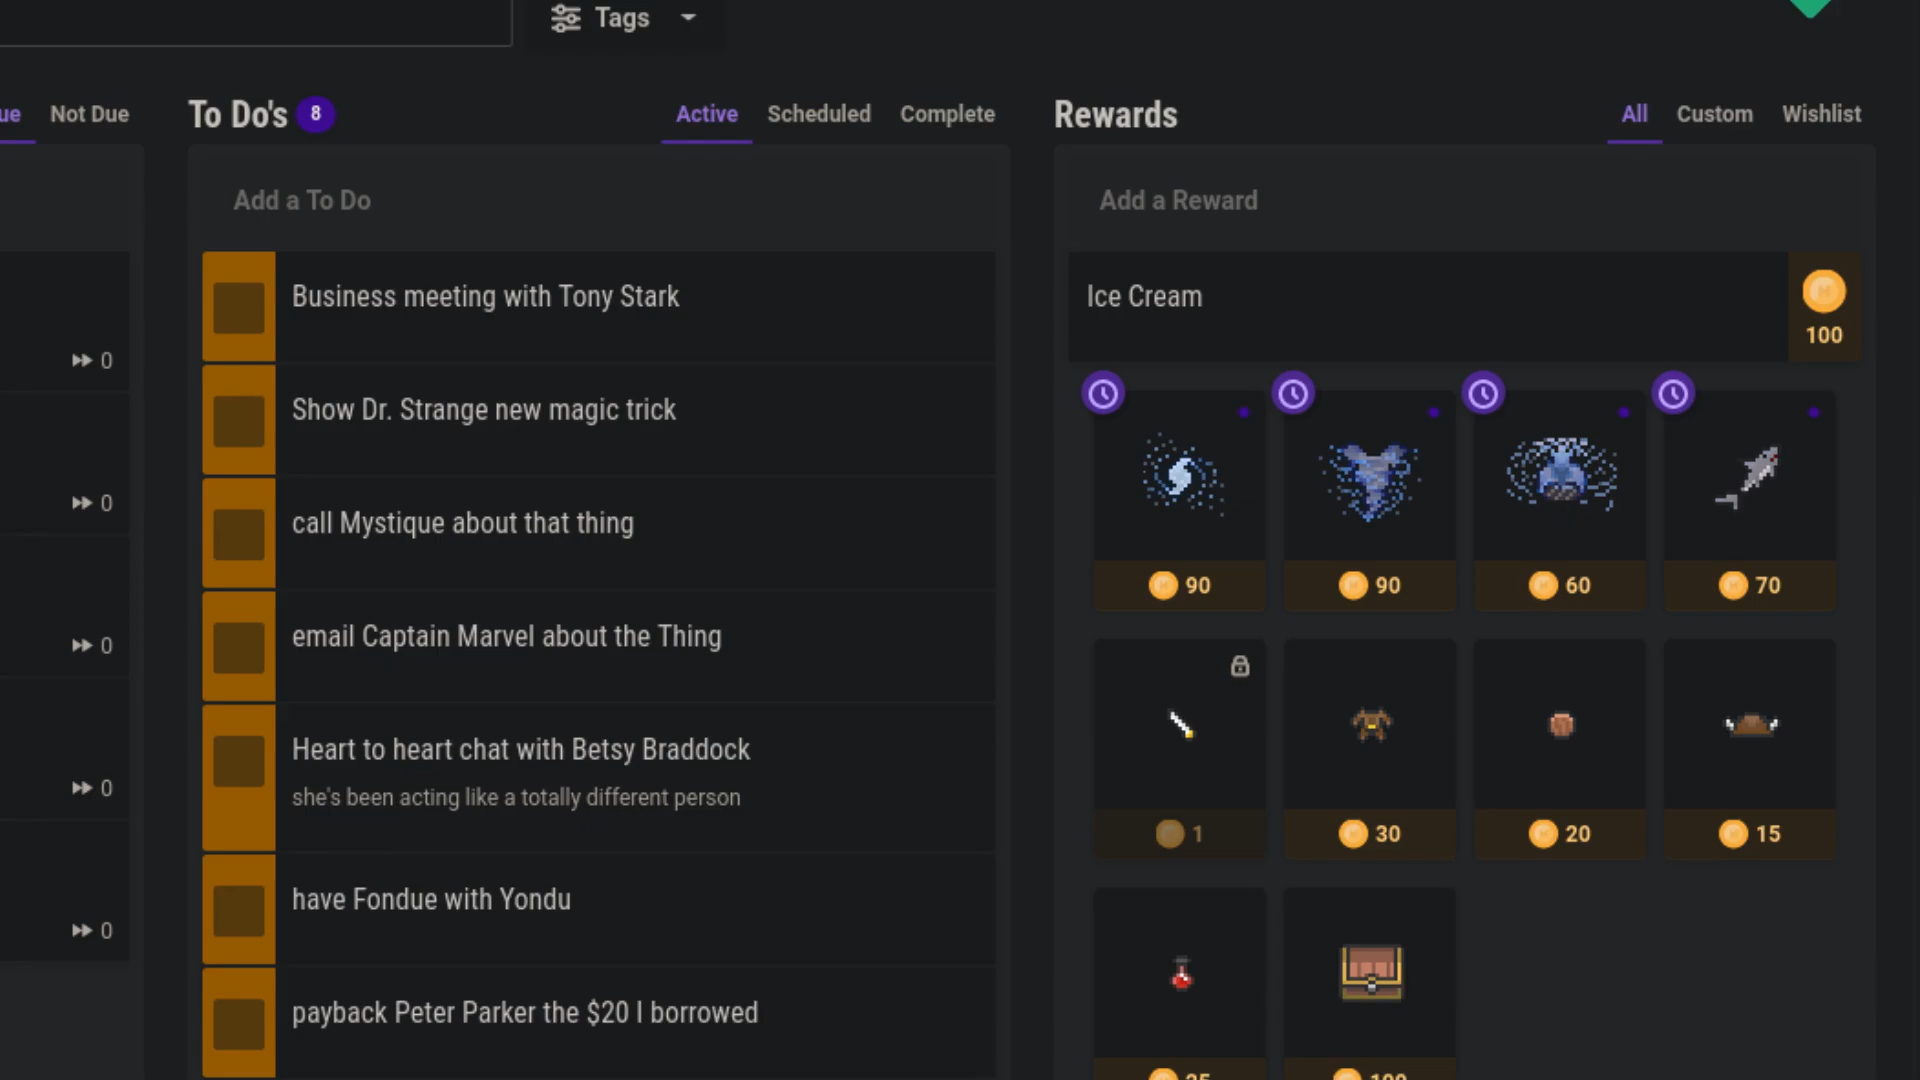 Tags
ue
Not Due
0
0
0
0
0
To Do's 8
Active
Scheduled
Complete
Add a To Do
Business meeting with Tony Stark
Show Dr. Strange new magic trick
call Mystique about that thing
email Captain Marvel about the Thing
Heart to heart chat with Betsy Braddock
she's been acting like a totally different person
have Fondue with Yondu
payback Peter Parker the $20 I borrowed
Rewards
All
Custom
Wishlist
Add a Reward
Ice Cream
100
90
90
60
70
1
30
20
15